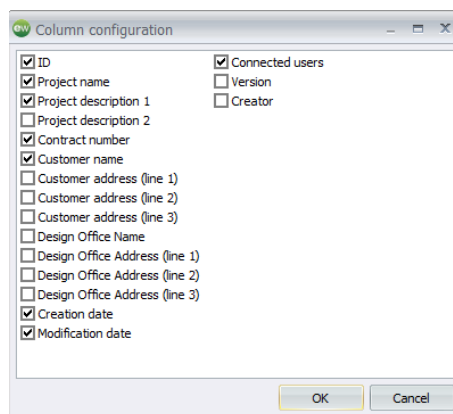 ew Column configuration
ID
Project name
Project description 1
Project description 2
Contract number
Customer name
Customer address (line 1)
Customer address (line 2)
Customer address (line 3)
Design Office Name
Design Office Address (line 1)
Design Office Address (line 2)
Design Office Address (line 3)
Creation date
Modification date
Connected users
Version
Creator
OK Cancel